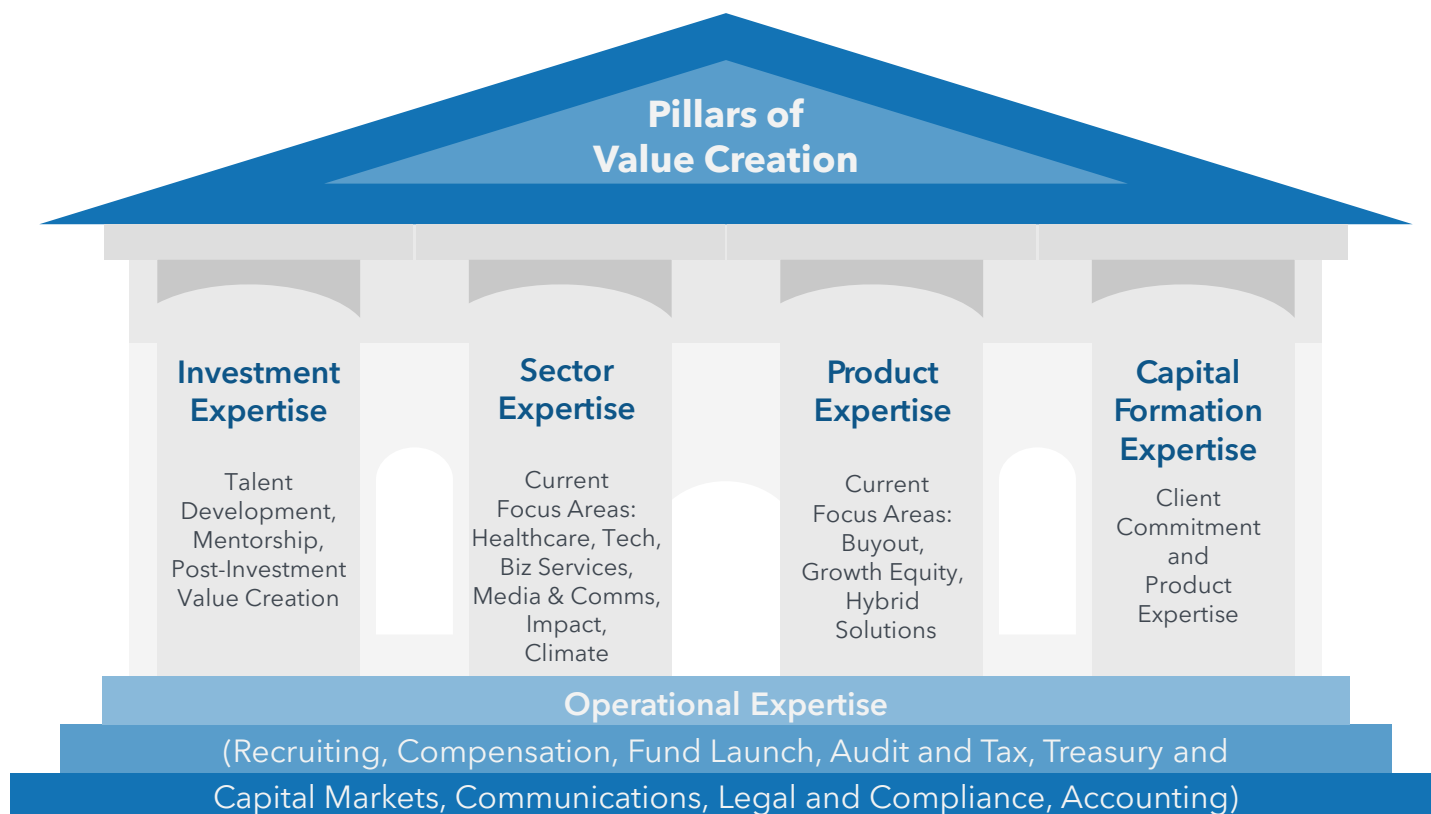 Pillars of
Value Creation
Investment
Expertise
Talent
Development,
Mentorship,
Post-Investment
Value Creation
Sector
Expertise
Current
Focus Areas:
Healthcare, Tech,
Biz Services,
Media & Comms,
Impact,
Climate
Product
Expertise
Current
Focus Areas:
Buyout,
Growth Equity,
Hybrid
Solutions
Capital
Formation
Expertise
Client
Commitment
and
Product
Expertise
Operational Expertise
(Recruiting, Compensation, Fund Launch, Audit and Tax, Treasury and
Capital Markets, Communications, Legal and Compliance, Accounting)